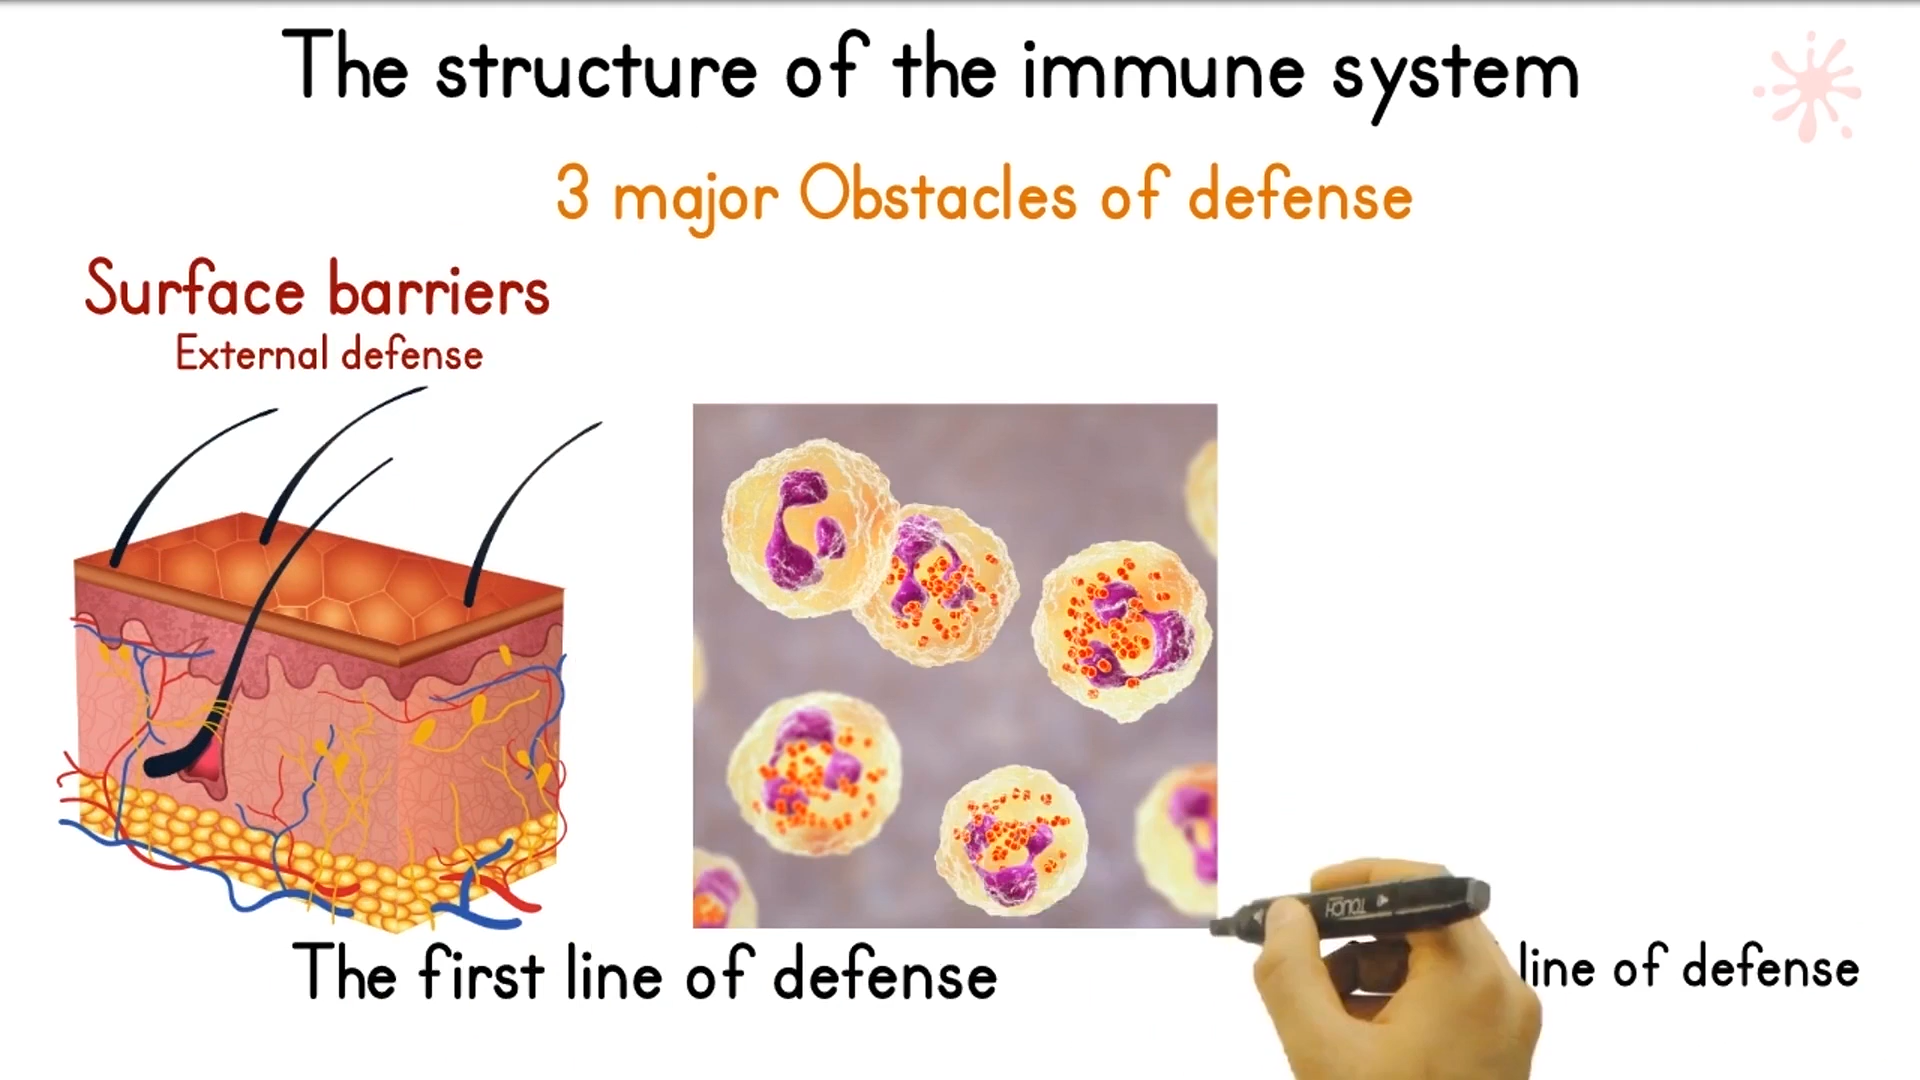 The structure of the immune system
3 major Obstacles of defense
Surface barriers
External defense
TOUCH
The first line of defense
line of defense